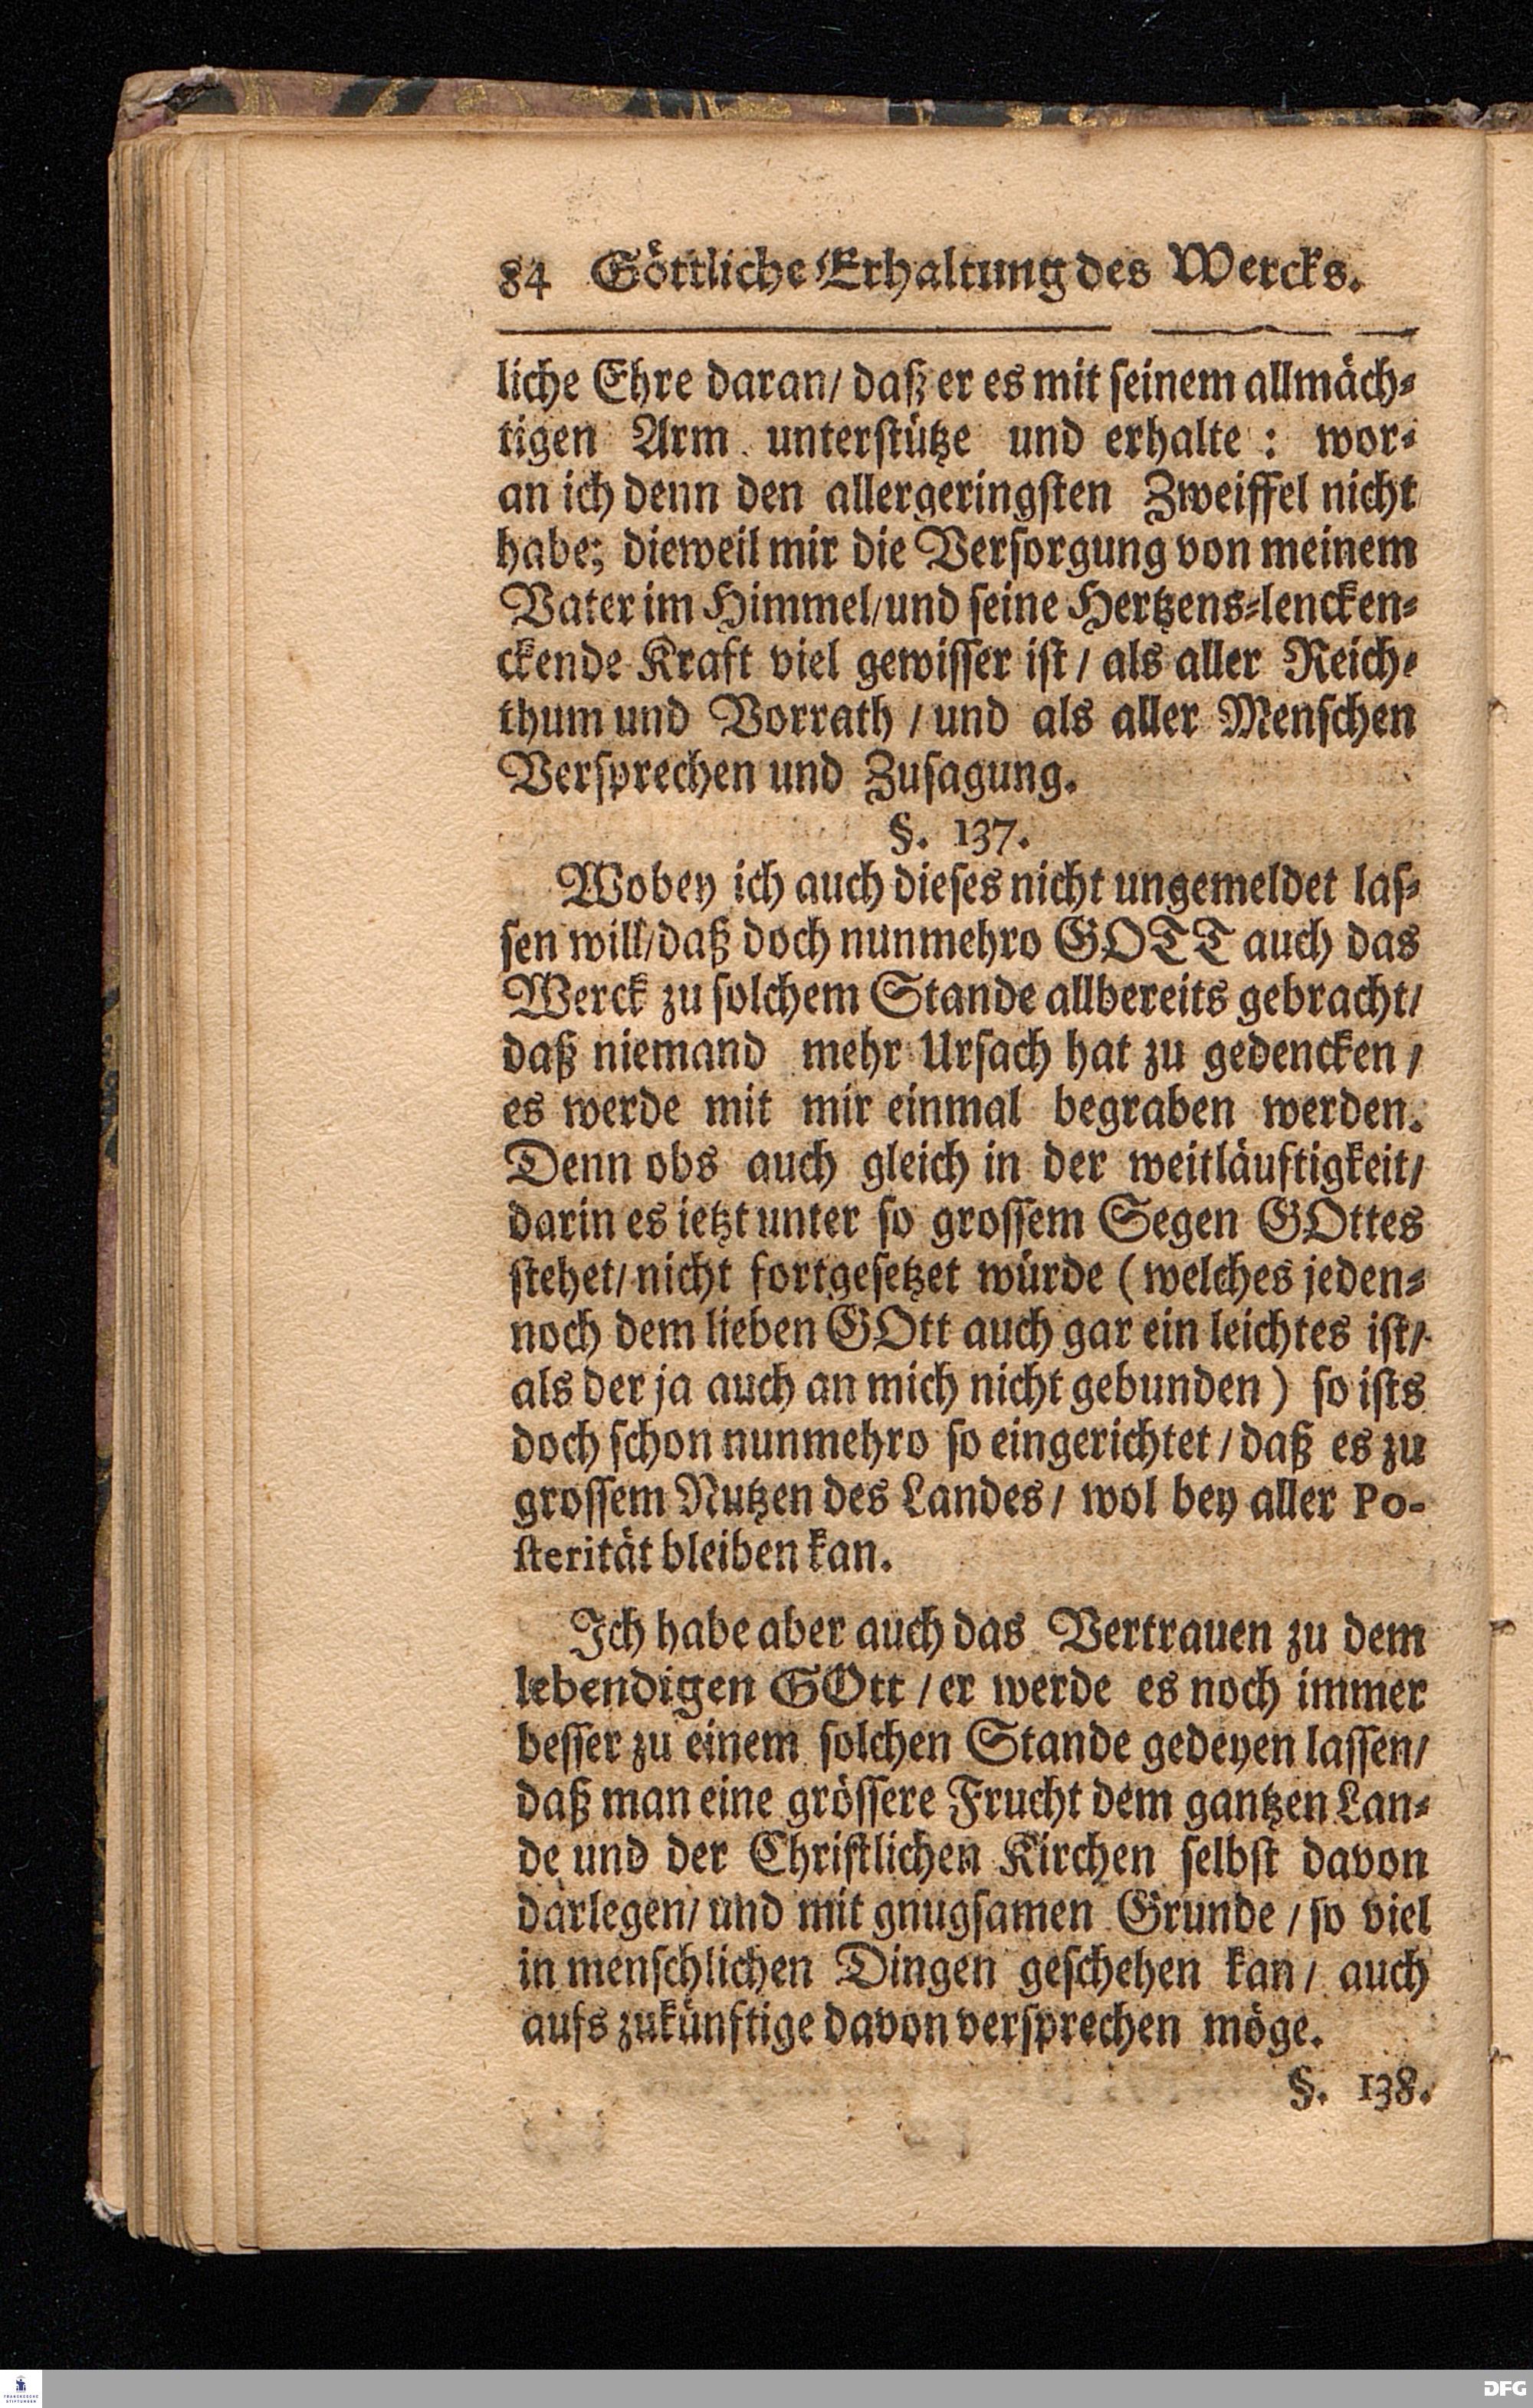 84 Göttliche Erhaltung des Wercks.
liche Ehre daran/ daß er es mit seinem allmäch-
tigen Arm unterstütze und erhalte : wor-
an ich denn den allergeringsten Zweiffel nicht
habe; dieweil mir die Versorgung von meinem
Vater im Himmel/und seine Hertzens-lencken-
ckende Kraft viel gewisser ist / als aller Reich-
thum und Vorrath / und als aller Menschen
Versprechen und Zusagung.
§. 137.
Wobey ich auch dieses nicht ungemeldet las-
sen will/daß doch nunmehro GOTT auch das
Werck zu solchem Stande allbereits gebracht/
daß niemand mehr Ursach hat zu gedencken /
es werde mit mir einmal begraben werden.
Denn obs auch gleich in der weitläuftigkeit/
darin es ietzt unter so grossem Segen GOttes
stehet/ nicht fortgesetzet würde ( welches jeden-
noch dem lieben GOtt auch gar ein leichtes ist/
als der ja auch an mich nicht gebunden ) so ists
doch schon nunmehro so eingerichtet / daß es zu
grossem Nutzen des Landes / wol bey aller Po-
sterität bleiben kan.
Ich habe aber auch das Vertrauen zu dem
lebendigen GOtt / er werde es noch immer
besser zu einem solchen Stande gedeyen lassen/
daß man eine grössere Frucht dem gantzen Lan-
de und der Christlichen Kirchen selbst davon
darlegen/ und mit gnugsamen Grunde / so viel
in menschlichen Dingen geschehen kan / auch
aufs zukünftige davon versprechen möge.
§. 138.
FRANCKESCHE
STIFTUNGEN
DFG